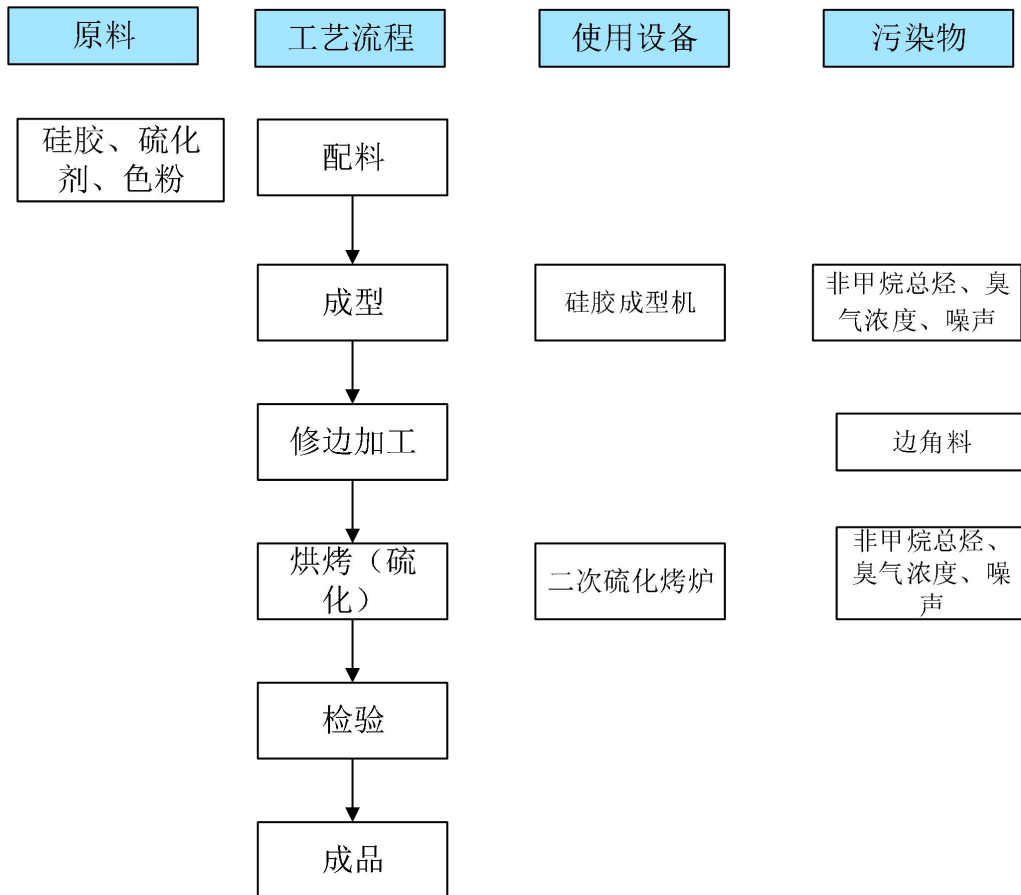 原料
工艺流程
使用设备
污染物
硅胶、硫化
剂、色粉
配料
成型
硅胶成型机
非甲烷总烃、臭
气浓度、噪声
修边加工
边角料
烘烤（硫
化）
二次硫化烤炉
非甲烷总烃、
臭气浓度、噪
声
检验
成品